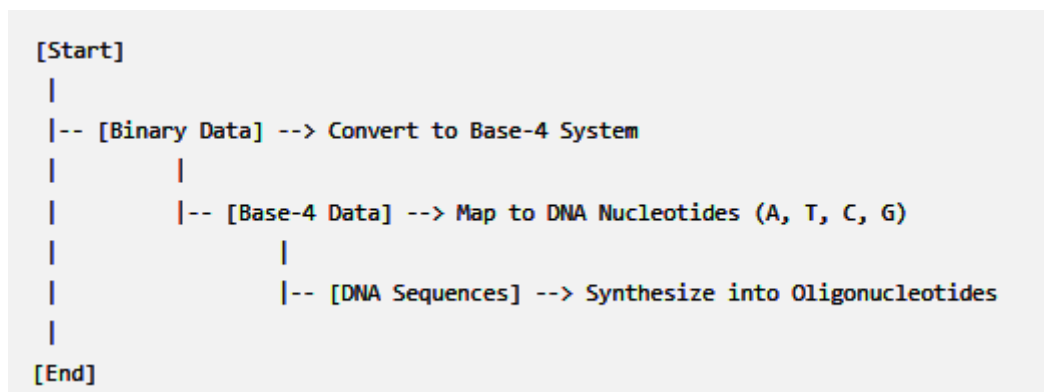 [Start]
|
|-- [Binary Data] --> Convert to Base-4 System
|         |
|         |-- [Base-4 Data] --> Map to DNA Nucleotides (A, T, C, G)
|                   |
|                   |-- [DNA Sequences] --> Synthesize into Oligonucleotides
|
[End]